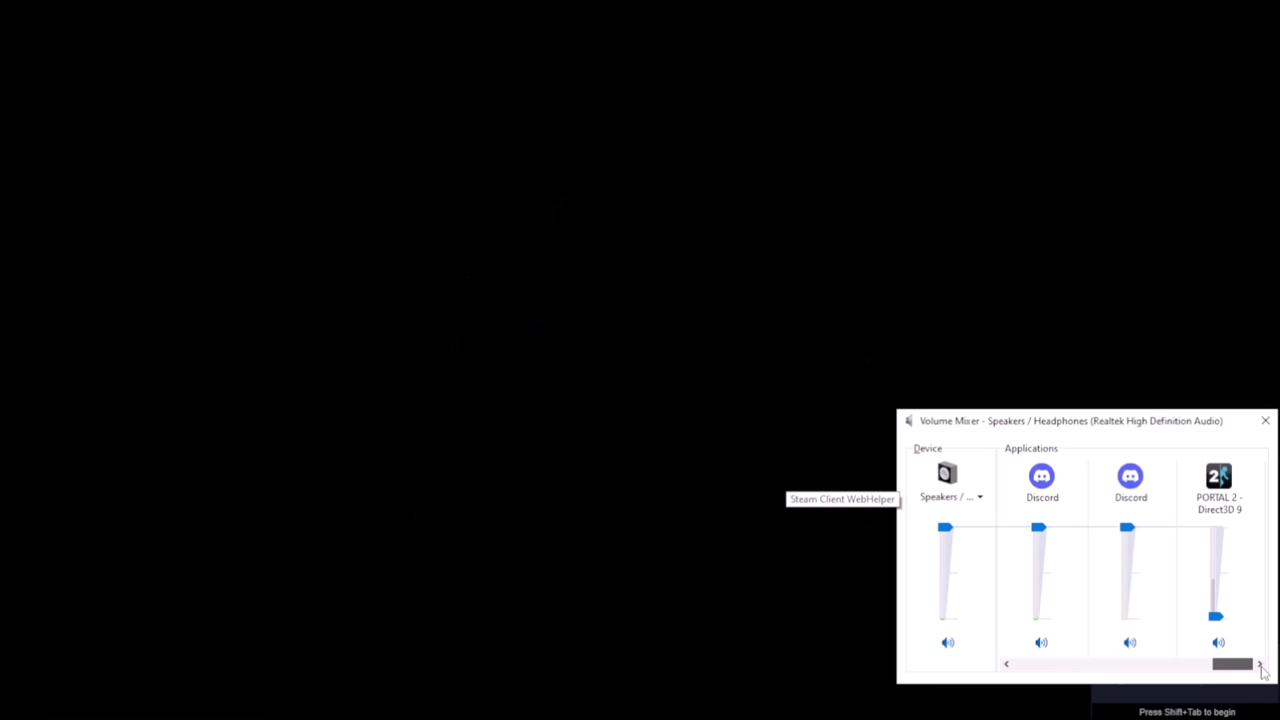 Volume Mixer - Speakers / Headphones (Realtek High Definition Audio)
Device
Applications
Speakers / ...
Discord
Discord
2
PORTAL 2 -
Direct3D 9
Steam Client WebHelper
Press Shift+Tab to begin